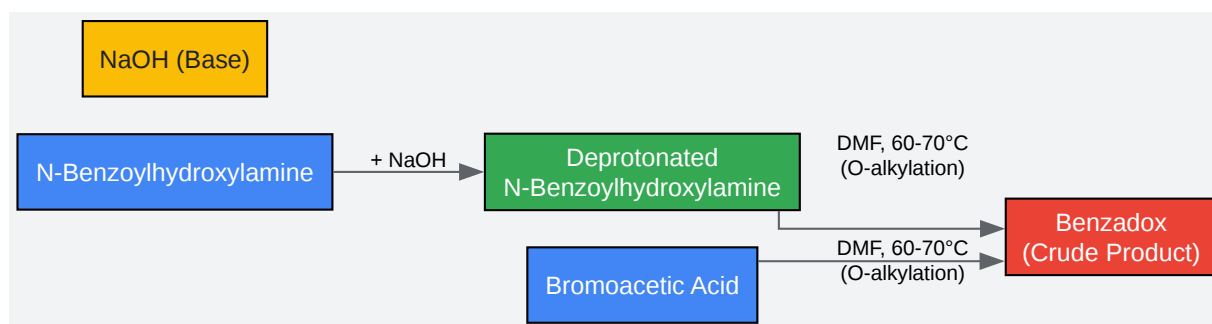 NaOH (Base)
N-Benzoylhydroxylamine
+ NaOH
Deprotonated
N-Benzoylhydroxylamine
DMF, 60-70°C
(O-alkylation)
Bromoacetic Acid
DMF, 60-70°C
(O-alkylation)
Benzadox
(Crude Product)